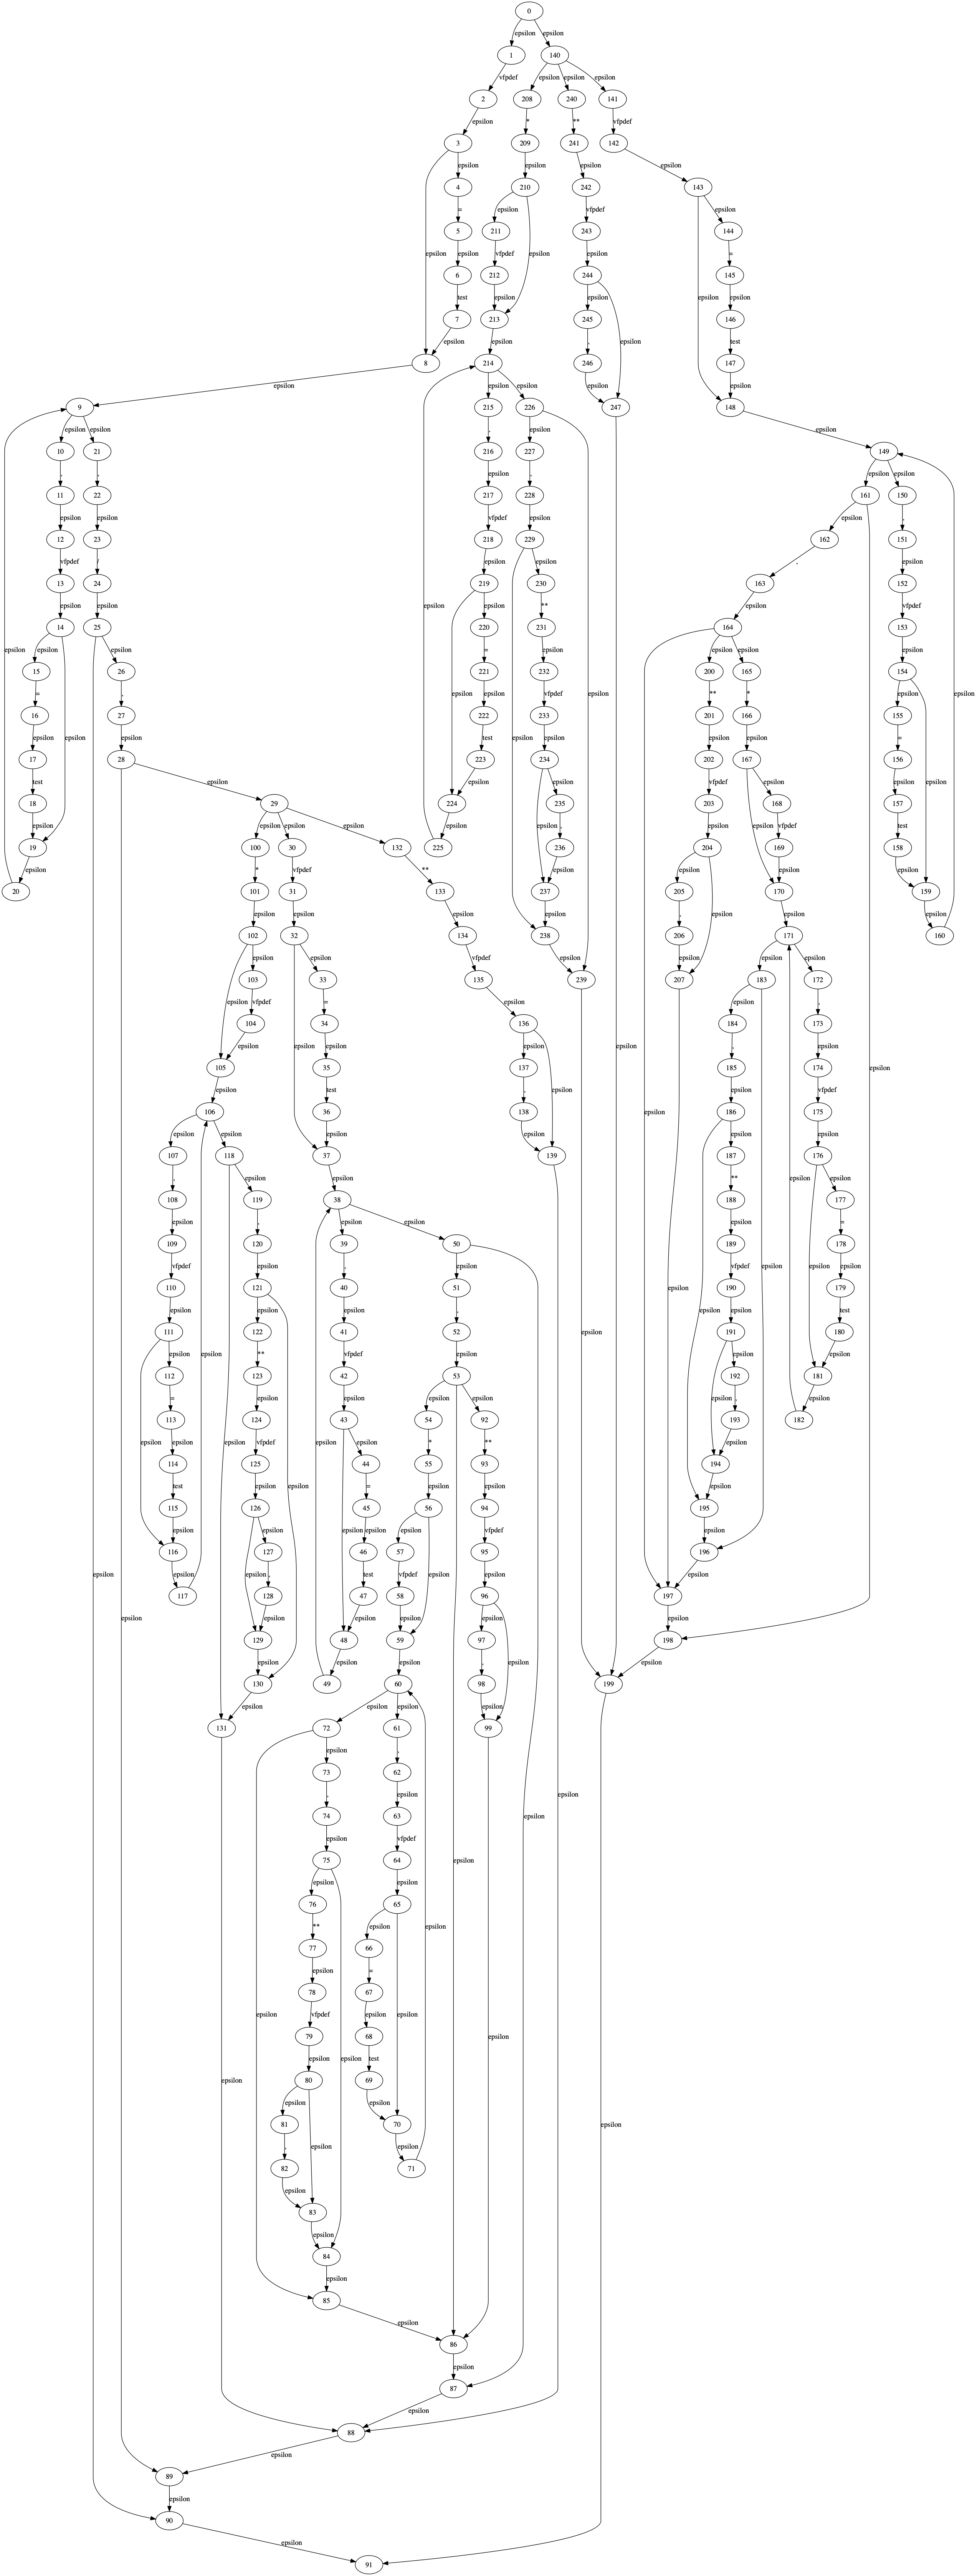 0
epsilon epsilon
1 140
vfpdef epsilon epsilon epsilon
2 208 240 141
epsilon * ** vfpdef
3 209 241 142
epsilon epsilon epsilon epsilon
4 210 242 143
= epsilon vfpdef epsilon
5 211 243 144
epsilon epsilon vfpdef epsilon epsilon =
6 212 244 145
test epsilon epsilon epsilon epsilon
7 213 245 146
epsilon epsilon , epsilon test
8 214 246 147
epsilon epsilon epsilon epsilon epsilon
9 215 226 247 148
epsilon epsilon , epsilon epsilon
10 21 216 227 149
, , epsilon , epsilon epsilon
11 22 217 228 161 150
epsilon epsilon vfpdef epsilon epsilon ,
12 23 218 229 162 151
vfpdef / epsilon epsilon , epsilon
13 24 219 230 163 152
epsilon epsilon epsilon ** epsilon vfpdef
14 25 220 231 164 153
epsilon epsilon = epsilon epsilon epsilon epsilon
15 26 221 232 200 165 154
= , epsilon vfpdef ** * epsilon
16 27 222 233 201 166 155
epsilon epsilon epsilon test epsilon epsilon epsilon =
17 28 223 234 202 167 156
test epsilon epsilon epsilon vfpdef epsilon epsilon epsilon
18 29 224 235 203 168 157
epsilon epsilon epsilon epsilon epsilon epsilon , epsilon epsilon vfpdef test
19 100 30 132 225 236 204 169 158
epsilon * vfpdef ** epsilon epsilon epsilon epsilon
20 101 31 133 237 205 170 159
epsilon epsilon epsilon epsilon , epsilon epsilon epsilon
102 32 134 238 206 171 160
epsilon epsilon epsilon vfpdef epsilon epsilon epsilon epsilon
103 33 135 239 207 183 172
vfpdef = epsilon epsilon ,
104 34 136 184 173
epsilon epsilon epsilon epsilon , epsilon
105 35 137 185 174
epsilon test , epsilon vfpdef
106 36 138 186 175
epsilon epsilon epsilon epsilon epsilon epsilon
107 118 37 139 187 176
, epsilon epsilon ** epsilon
108 119 38 188 177
epsilon , epsilon epsilon epsilon =
109 120 39 50 189 178
vfpdef epsilon , epsilon vfpdef epsilon
110 121 40 51 190 179
epsilon epsilon epsilon , epsilon test
111 122 41 52 191 180
epsilon ** vfpdef epsilon epsilon epsilon
112 123 42 53 192 181
= epsilon epsilon epsilon epsilon , epsilon
113 124 43 54 92 193 182
epsilon vfpdef epsilon * ** epsilon
114 125 44 55 93 194
test epsilon = epsilon epsilon epsilon
115 126 45 56 94 195
epsilon epsilon epsilon epsilon vfpdef epsilon
116 127 46 57 95 196
epsilon , test vfpdef epsilon epsilon
117 128 47 58 96 197
epsilon epsilon epsilon epsilon epsilon
129 48 59 97 198
epsilon epsilon epsilon , epsilon
130 49 60 98 199
epsilon epsilon epsilon epsilon
131 72 61 99
epsilon ,
73 62
, epsilon
74 63
epsilon vfpdef
75 64
epsilon epsilon epsilon
76 65
** epsilon
77 66
epsilon =
78 67
epsilon vfpdef epsilon epsilon epsilon
79 68
epsilon epsilon test
80 69
epsilon epsilon
81 70
, epsilon epsilon epsilon
82 71
epsilon
83
epsilon
84
epsilon
85
epsilon
86
epsilon
87
epsilon
88
epsilon
89
epsilon
90
epsilon
91